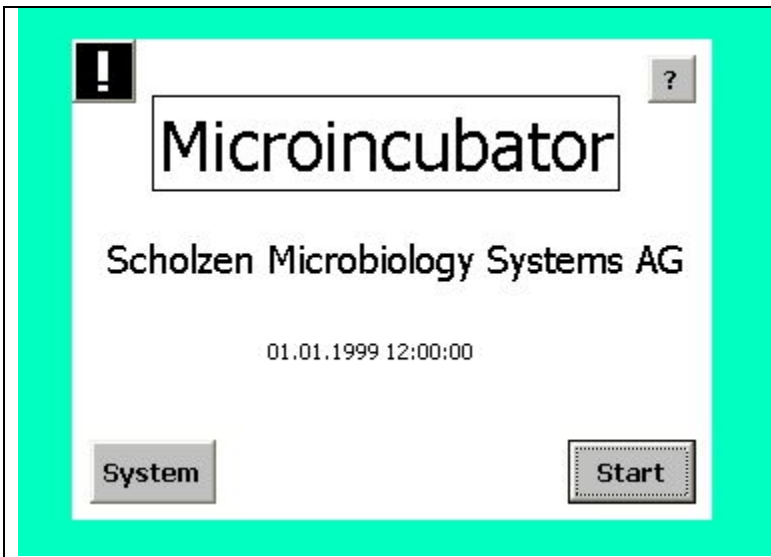 !
?
Microincubator
Scholzen Microbiology Systems AG
01.01.1999 12:00:00
System
Start